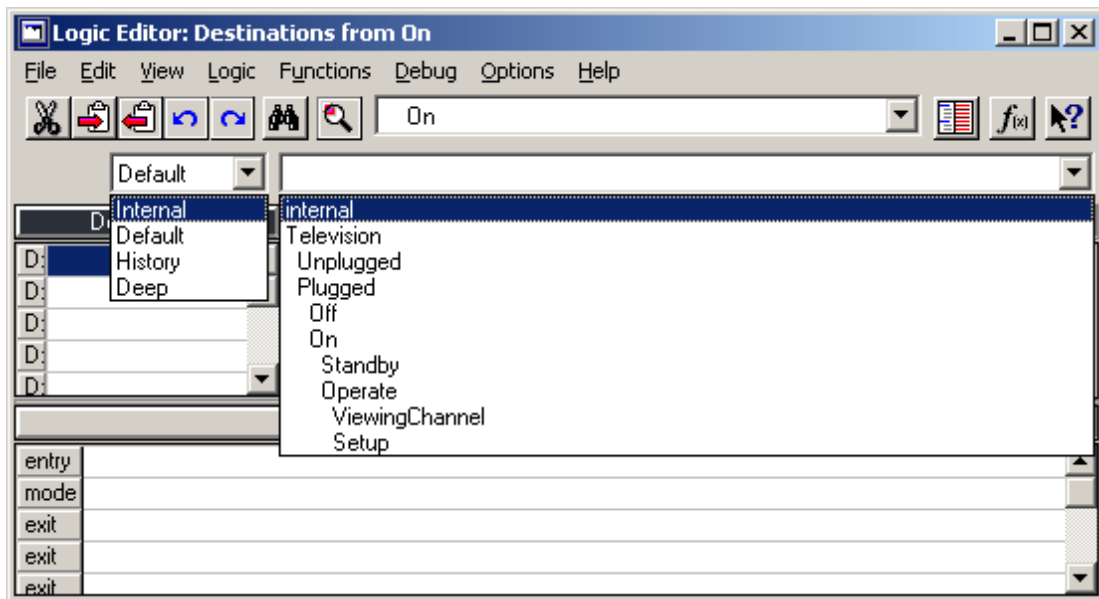 Logic Editor: Destinations from On
File Edit View Logic Functions Debug Options Help
On f(x) ?
Default
Internal
Default
History
Deep
internal
Television
Unplugged
Plugged
Off
On
Standby
Operate
ViewingChannel
Setup
D:
D:
D:
D:
D:
entry
mode
exit
exit
exit